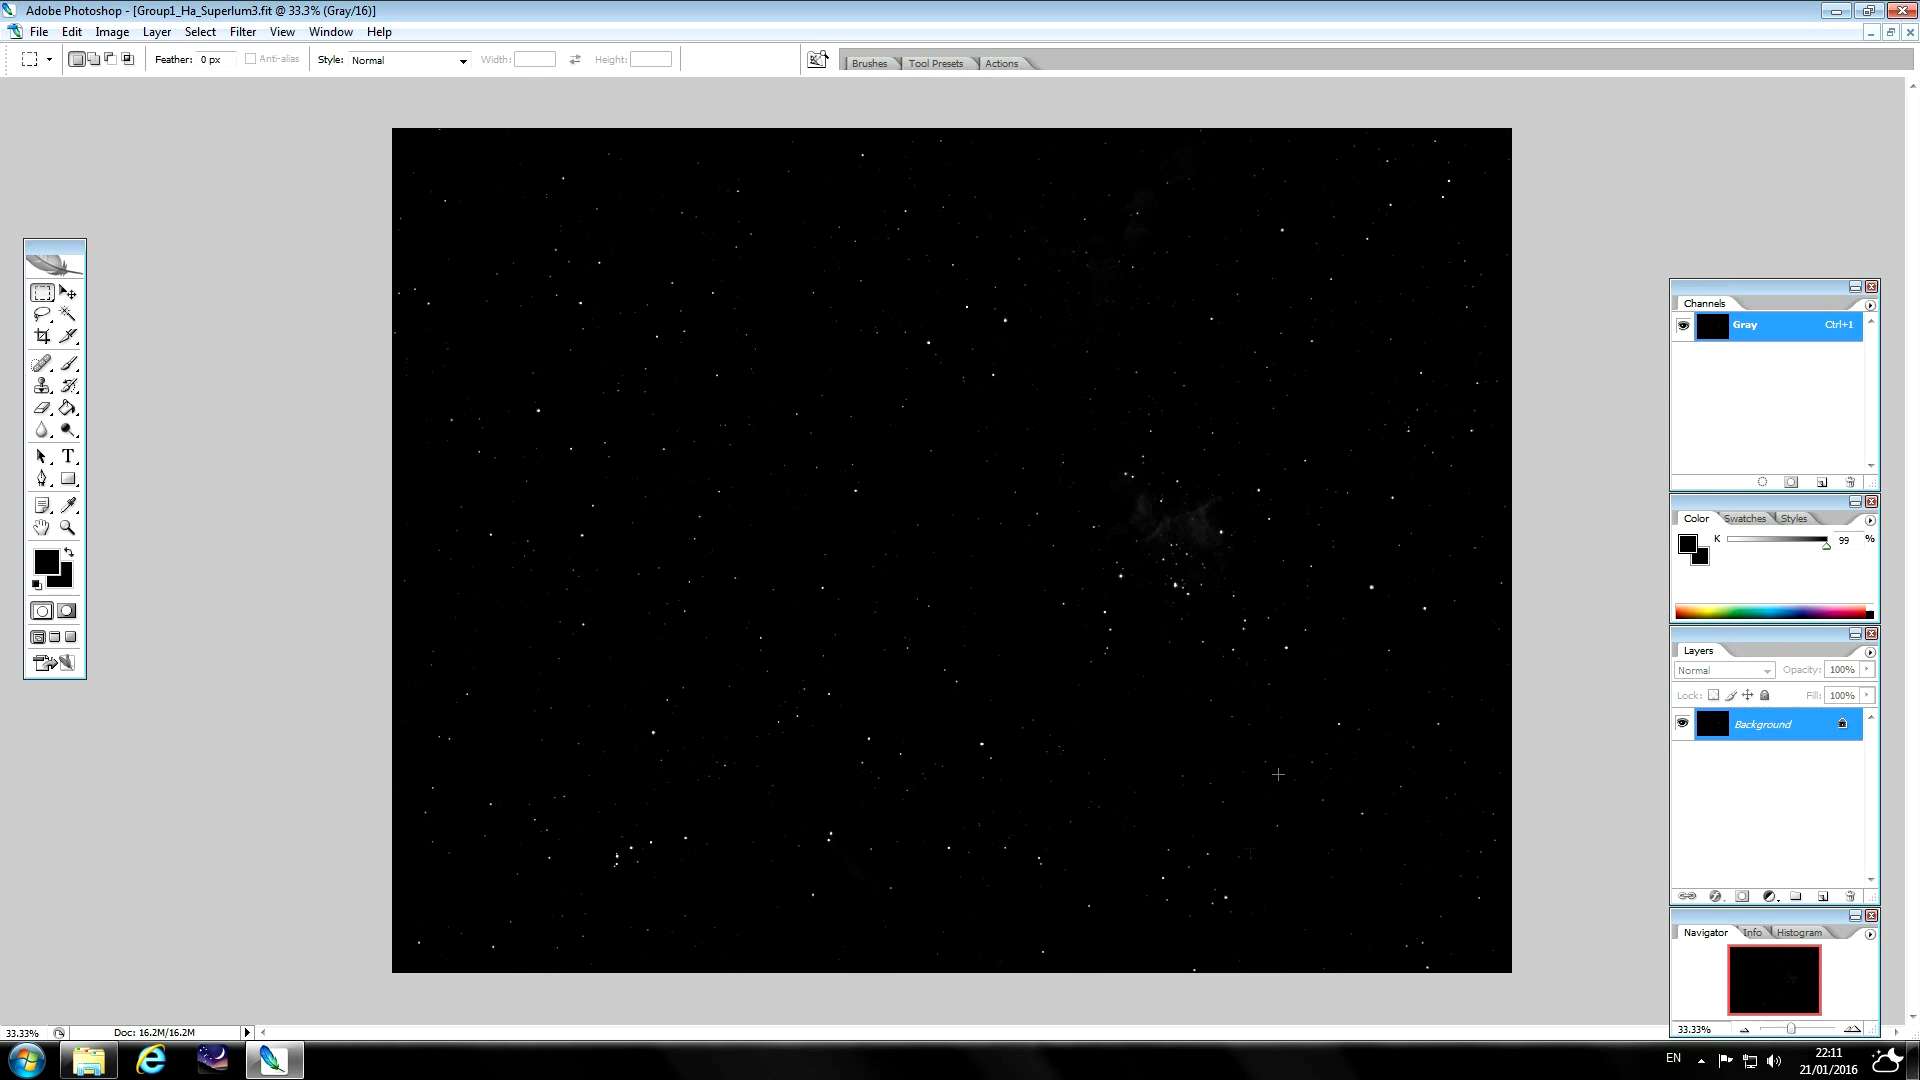 Adobe Photoshop - [Group1_Ha_Superlum3.fit @ 33.3% (Gray/16)]
File Edit Image Layer Select Filter View Window Help
Feather: 0 px Anti-alias Style: Normal Width: Height: Brushes Tool Presets Actions
Channels
Gray Ctrl+1
Color Swatches Styles
K 99 %
Layers
Normal Opacity: 100%
Lock: Fill: 100%
Background
Navigator Info Histogram
33.33%
33.33% Doc: 16.2M/16.2M
EN 22:11
21/01/2016